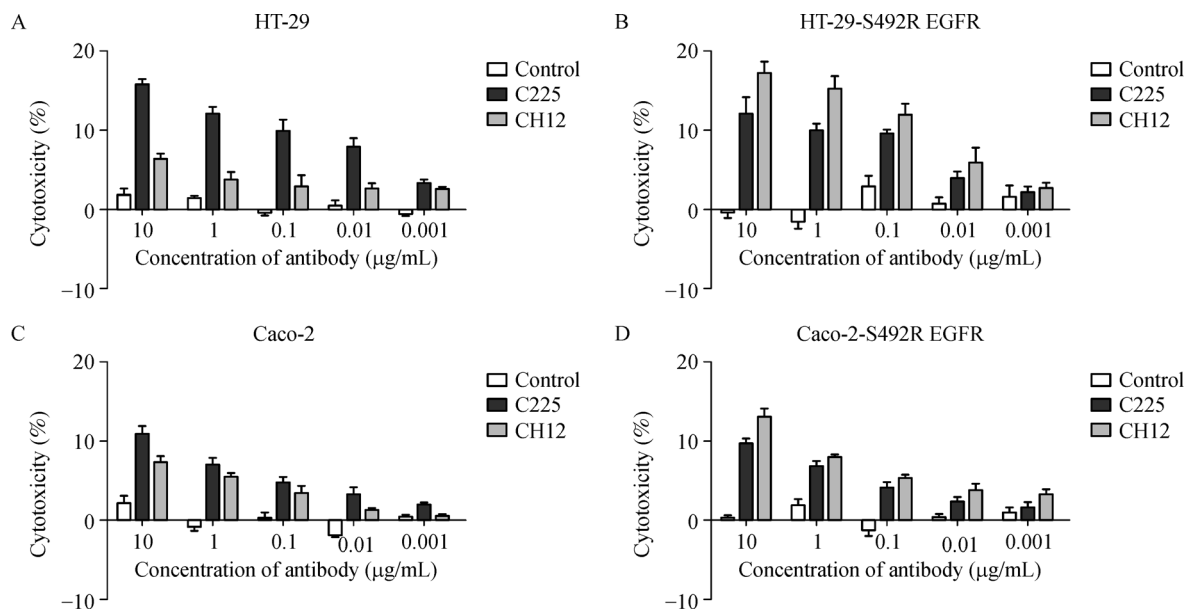 A
HT-29
20
10
0
−10
Cytotoxicity (%)
10 1 0.1 0.01 0.001
Concentration of antibody (μg/mL)
Control
C225
CH12
B
HT-29-S492R EGFR
20
10
0
−10
Cytotoxicity (%)
10 1 0.1 0.01 0.001
Concentration of antibody (μg/mL)
Control
C225
CH12
C
Caco-2
20
10
0
−10
Cytotoxicity (%)
10 1 0.1 0.01 0.001
Concentration of antibody (μg/mL)
Control
C225
CH12
D
Caco-2-S492R EGFR
20
10
0
−10
Cytotoxicity (%)
10 1 0.1 0.01 0.001
Concentration of antibody (μg/mL)
Control
C225
CH12